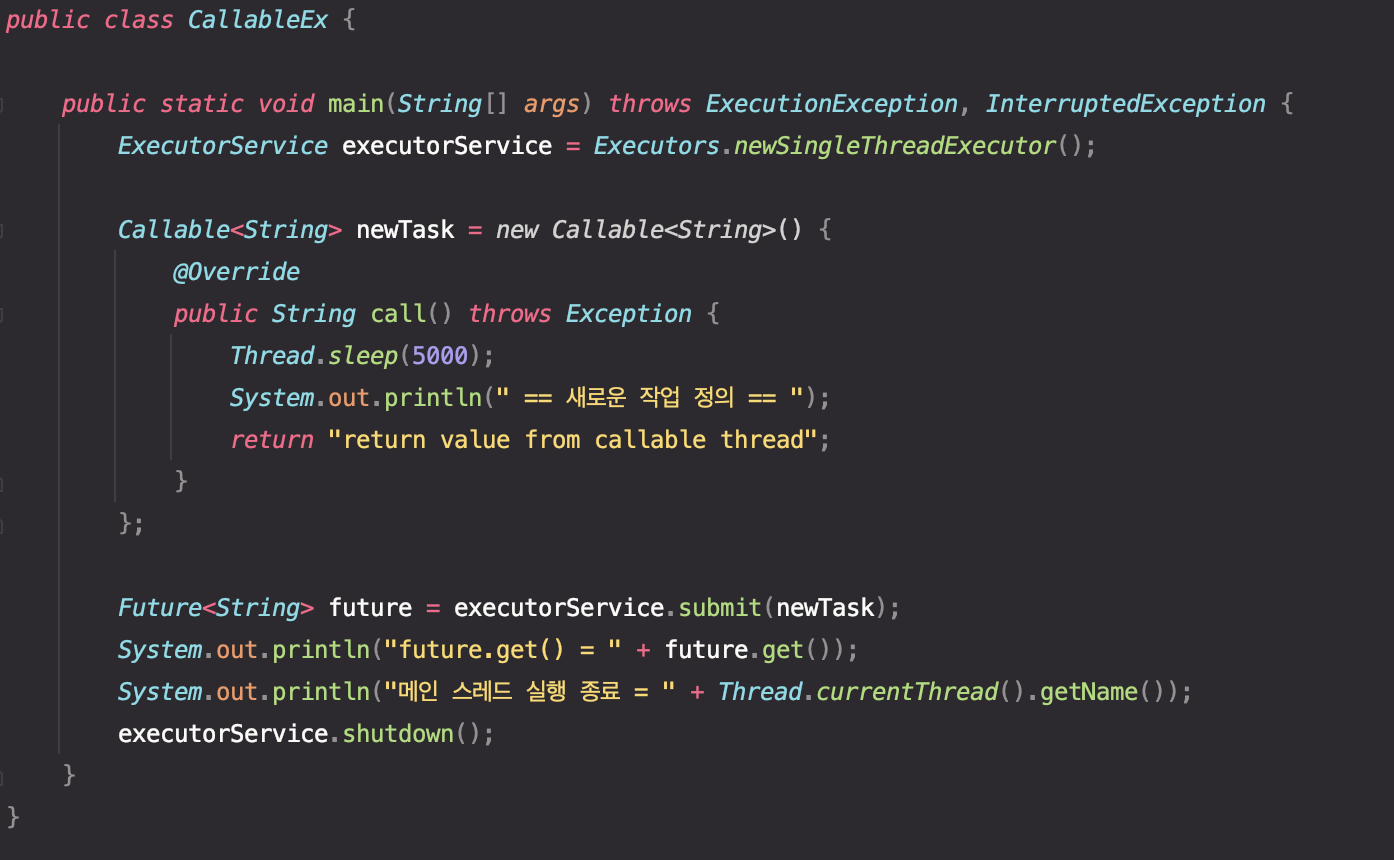 public class CallableEx {
public static void main(String[] args) throws ExecutionException, InterruptedException {
ExecutorService executorService = Executors.newSingleThreadExecutor();
Callable<String> newTask = new Callable<String>() {
@Override
public String call() throws Exception {
Thread.sleep(5000);
System.out.println(" == 새로운 작업 정의 == ");
return "return value from callable thread";
}
};
Future<String> future = executorService.submit(newTask);
System.out.println("future.get() = " + future.get());
System.out.println("메인 스레드 실행 종료 = " + Thread.currentThread().getName());
executorService.shutdown();
}
}